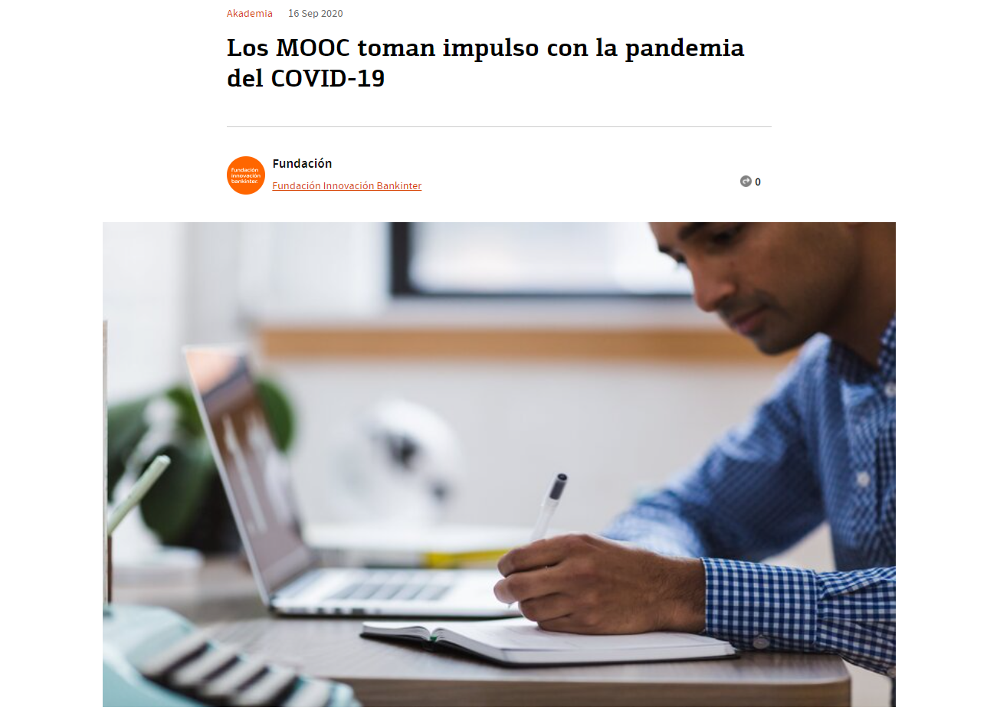 Akademia 16 Sep 2020
Los MOOC toman impulso con la pandemia
del COVID-19
fundación
innovación
bankinter.
Fundación
Fundación Innovación Bankinter
0